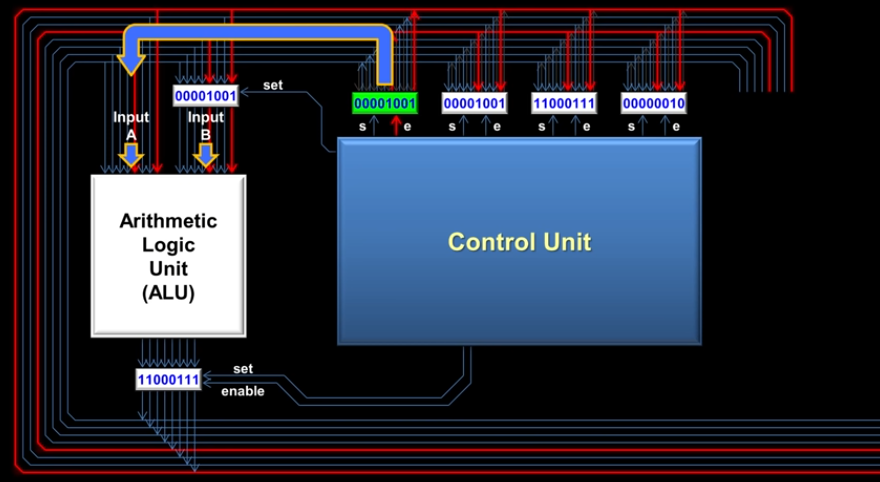 00001001
set
00001001
00001001
11000111
00000010
Input
A
Input
B
s
e
s
e
s
e
s
e
Arithmetic
Logic
Unit
(ALU)
Control Unit
11000111
set
enable